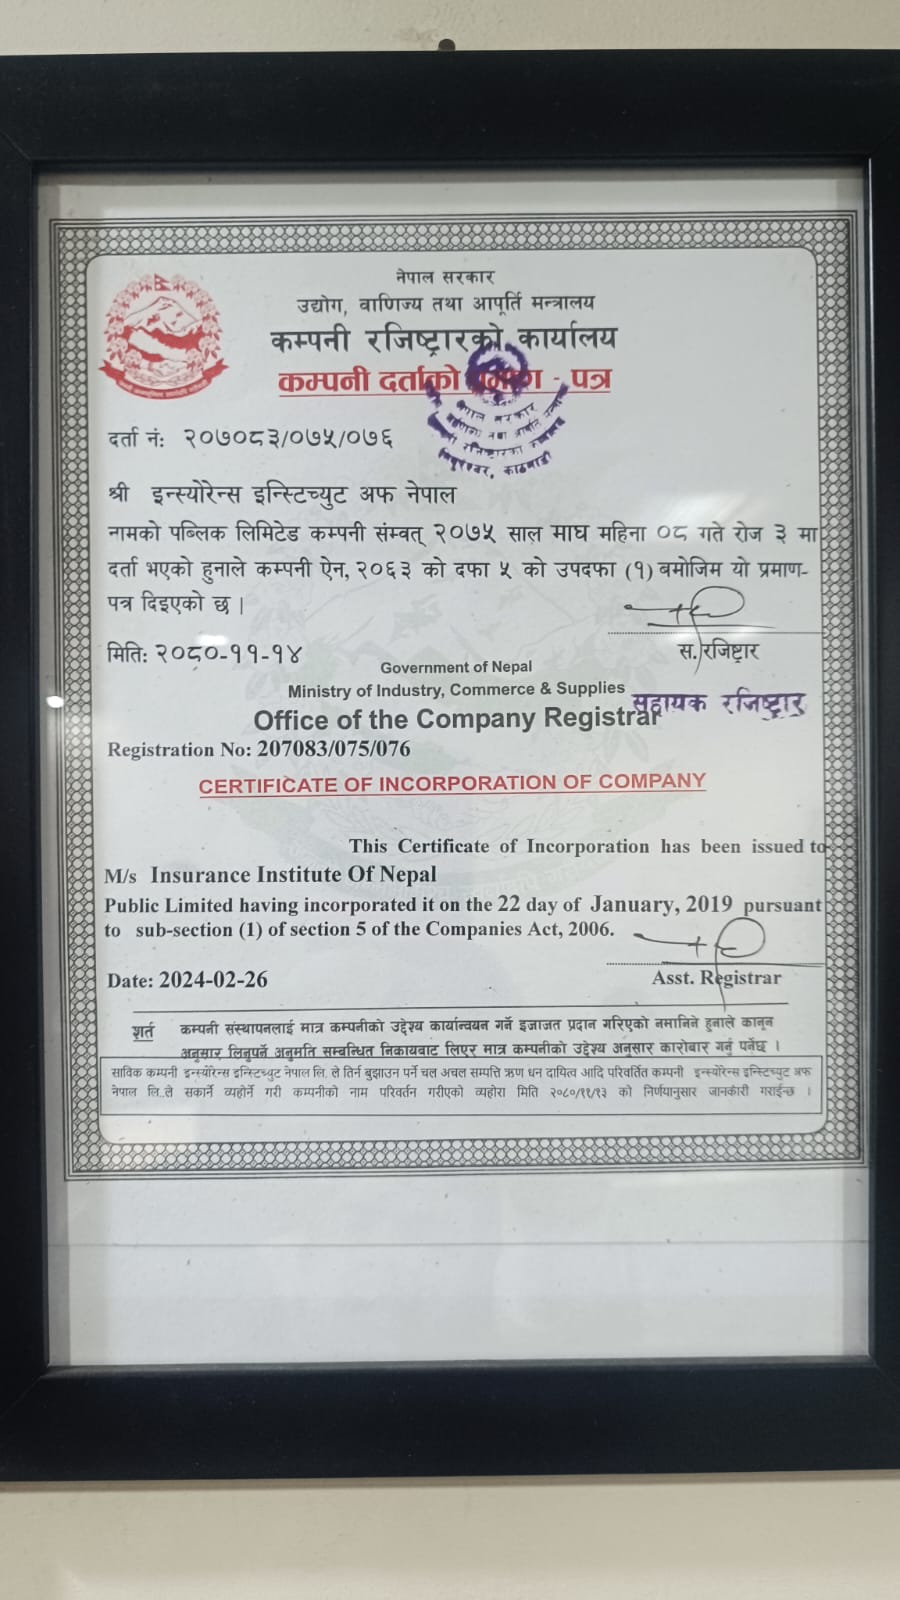 नेपाल सरकार
उद्योग, वाणिज्य तथा आपूर्ति मन्त्रालय
कम्पनी रजिष्ट्रारको कार्यालय
कम्पनी दर्ताको प्रमाण - पत्र
नेपाल सरकार
त्रिपुरेश्वर, काठमाडौं
दर्ता नं: २०७०८३/०७५/०७६
श्री इन्स्योरेन्स इन्स्टिच्युट अफ नेपाल
नामको पब्लिक लिमिटेड कम्पनी संम्वत् २०७५ साल माघ महिना ०८ गते रोज ३ मा
दर्ता भएको हुनाले कम्पनी ऐन, २०६३ को दफा ५ को उपदफा (१) बमोजिम यो प्रमाण-
पत्र दिइएको छ |
स. रजिष्ट्रार
मिति: २०८०-११-१४
सहायक रजिष्ट्रार
Government of Nepal
Ministry of Industry, Commerce & Supplies
Office of the Company Registrar
Registration No: 207083/075/076
CERTIFICATE OF INCORPORATION OF COMPANY
This Certificate of Incorporation has been issued to
M/s Insurance Institute Of Nepal
Public Limited having incorporated it on the 22 day of January, 2019 pursuant
to sub-section (1) of section 5 of the Companies Act, 2006.
Date: 2024-02-26
Asst. Registrar
शर्त कम्पनी संस्थापनलाई मात्र कम्पनीको उद्देश्य कार्यान्वयन गर्ने इजाजत प्रदान गरिएको नमानिने हुनाले कानून
अनुसार लिनुपर्ने अनुमति सम्बन्धित निकायबाट लिएर मात्र कम्पनीको उद्देश्य अनुसार कारोबार गर्नु पर्नेछ ।
साविक कम्पनी इन्स्योरेन्स इन्स्टिच्युट नेपाल लि. ले तिर्न बुझाउन पर्ने चल अचल सम्पत्ति ऋण धन दायित्व आदि परिवर्तित कम्पनी इन्स्योरेन्स इन्स्टिच्युट अफ
नेपाल लि..ले सकार्ने व्यहोर्ने गरी कम्पनीको नाम परिवर्तन गरीएको व्यहोरा मिति २०८०/११/१३ को निर्णयानुसार जानकारी गराईन्छ ।